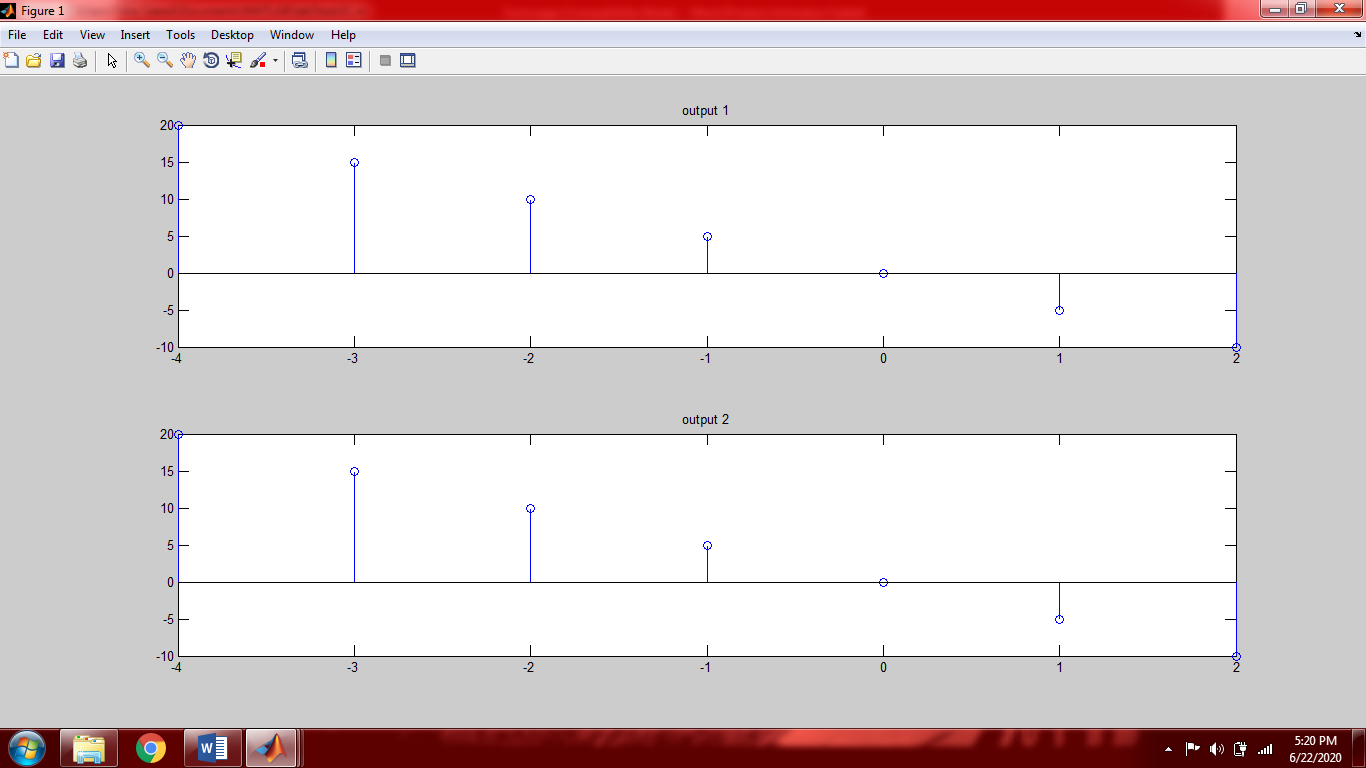 Figure 1
File Edit View Insert Tools Desktop Window Help
output 1
20
15
10
5
0
-5
-10
-4 -3 -2 -1 0 1 2
output 2
20
15
10
5
0
-5
-10
-4 -3 -2 -1 0 1 2
5:20 PM
6/22/2020